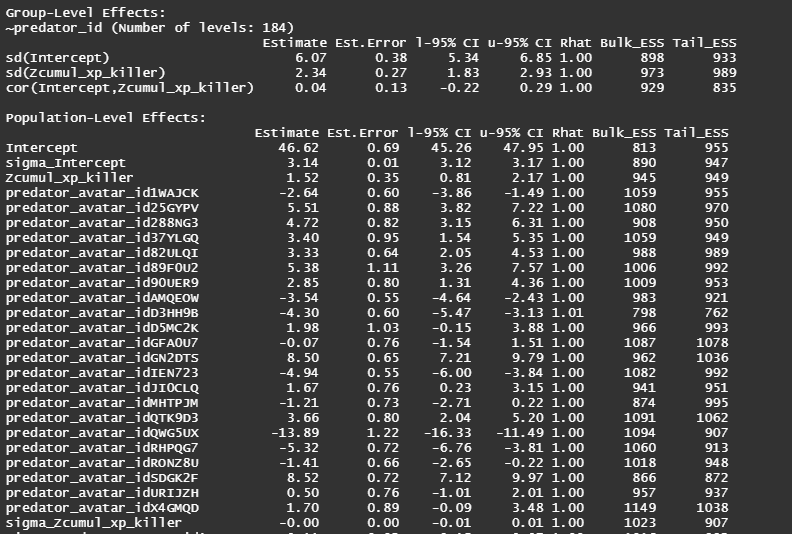 Group-Level Effects:
~predator_id (Number of levels: 184)
Estimate Est.Error l-95% CI u-95% CI Rhat Bulk_ESS Tail_ESS
sd(Intercept) 6.07 0.38 5.34 6.85 1.00 898 933
sd(Zcumul_xp_killer) 2.34 0.27 1.83 2.93 1.00 973 989
cor(Intercept,Zcumul_xp_killer) 0.04 0.13 -0.22 0.29 1.00 929 835
Population-Level Effects:
Estimate Est.Error l-95% CI u-95% CI Rhat Bulk_ESS Tail_ESS
Intercept 46.62 0.69 45.26 47.95 1.00 813 955
sigma_Intercept 3.14 0.01 3.12 3.17 1.00 890 947
Zcumul_xp_killer 1.52 0.35 0.81 2.17 1.00 945 949
predator_avatar_id1WAJCK -2.64 0.60 -3.86 -1.49 1.00 1059 955
predator_avatar_id25GYPV 5.51 0.88 3.82 7.22 1.00 1080 970
predator_avatar_id288NG3 4.72 0.82 3.15 6.31 1.00 908 950
predator_avatar_id37YLGQ 3.40 0.95 1.54 5.35 1.00 1059 949
predator_avatar_id82ULQI 3.33 0.64 2.05 4.53 1.00 988 989
predator_avatar_id89F0U2 5.38 1.11 3.26 7.57 1.00 1006 992
predator_avatar_id9OUER9 2.85 0.80 1.31 4.36 1.00 1009 953
predator_avatar_idAMQEOW -3.54 0.55 -4.64 -2.43 1.00 983 921
predator_avatar_idD3HH9B -4.30 0.60 -5.47 -3.13 1.01 798 762
predator_avatar_idD5MC2K 1.98 1.03 -0.15 3.88 1.00 966 993
predator_avatar_idGFA0U7 -0.07 0.76 -1.54 1.51 1.00 1087 1078
predator_avatar_idGN2DTS 8.50 0.65 7.21 9.79 1.00 962 1036
predator_avatar_idIEN723 -4.94 0.55 -6.00 -3.84 1.00 1082 992
predator_avatar_idJIOCLQ 1.67 0.76 0.23 3.15 1.00 941 951
predator_avatar_idMHTPJM -1.21 0.73 -2.71 0.22 1.00 874 995
predator_avatar_idQTK9D3 3.66 0.80 2.04 5.20 1.00 1091 1062
predator_avatar_idQWG5UX -13.89 1.22 -16.33 -11.49 1.00 1094 907
predator_avatar_idRHPQG7 -5.32 0.72 -6.76 -3.81 1.00 1060 913
predator_avatar_idRONZ8U -1.41 0.66 -2.65 -0.22 1.00 1018 948
predator_avatar_idSDGK2F 8.52 0.72 7.12 9.97 1.00 866 872
predator_avatar_idURIJZH 0.50 0.76 -1.01 2.01 1.00 957 937
predator_avatar_idX4GMQD 1.70 0.89 -0.09 3.48 1.00 1149 1038
sigma_Zcumul_xp_killer -0.00 0.00 -0.01 0.01 1.00 1023 907